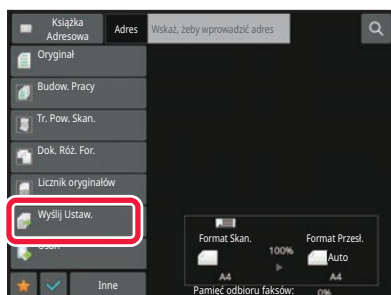 Książka
Adresowa
Adres
Wskaż, żeby wprowadzić adres
Oryginał
Budow. Pracy
Tr. Pow. Skan.
Dok. Róż. For.
Licznik oryginałów
Wyślij Ustaw.
Inne
Format Skan.
100%
Format Przesł.
Auto
A4
A4
Pamięć odbioru faksów:
0%